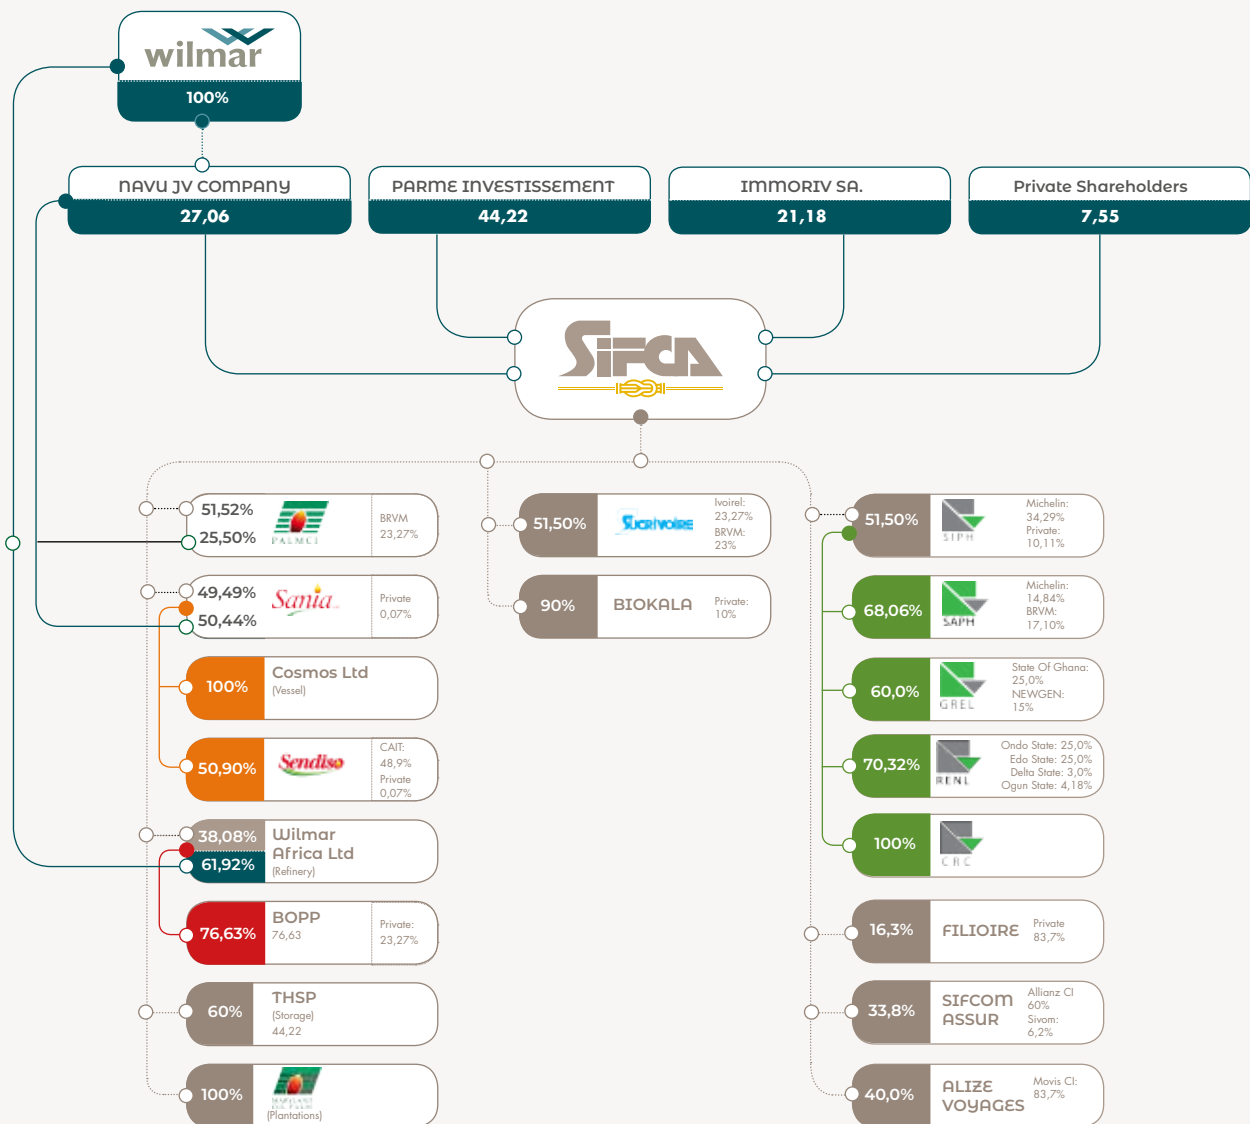 wilmar
100%
NAVU JV COMPANY
27,06
PARME INVESTISSEMENT
44,22
IMMORIV SA.
21,18
Private Shareholders
7,55
SIFCA
51,52%
25,50%
PALMCI
BRVM
23,27%
49,49%
50,44%
Sania
Private
0,07%
100%
Cosmos Ltd
(Vessel)
50,90%
Sendiso
CAIT:
48,9%
Private
0,07%
38,08%
61,92%
Wilmar
Africa Ltd
(Refinery)
76,63%
BOPP
76,63
Private:
23,27%
60%
THSP
(Storage)
44,22
100%
(Plantations)
51,50%
SUCRIVOIRE
Ivoirel:
23,27%
BRVM:
23%
90%
BIOKALA
Private:
10%
51,50%
SIPH
Michelin:
34,29%
Private:
10,11%
68,06%
SAPH
Michelin:
14,84%
BRVM:
17,10%
60,0%
GREL
State Of Ghana:
25,0%
NEWGEN:
15%
70,32%
RENL
Ondo State: 25,0%
Edo State: 25,0%
Delta State: 3,0%
Ogun State: 4,18%
100%
CRC
16,3%
FILIOIRE
Private
83,7%
33,8%
SIFCOM
ASSUR
Allianz CI
60%
Sivom:
6,2%
40,0%
ALIZE
VOYAGES
Movis CI:
83,7%